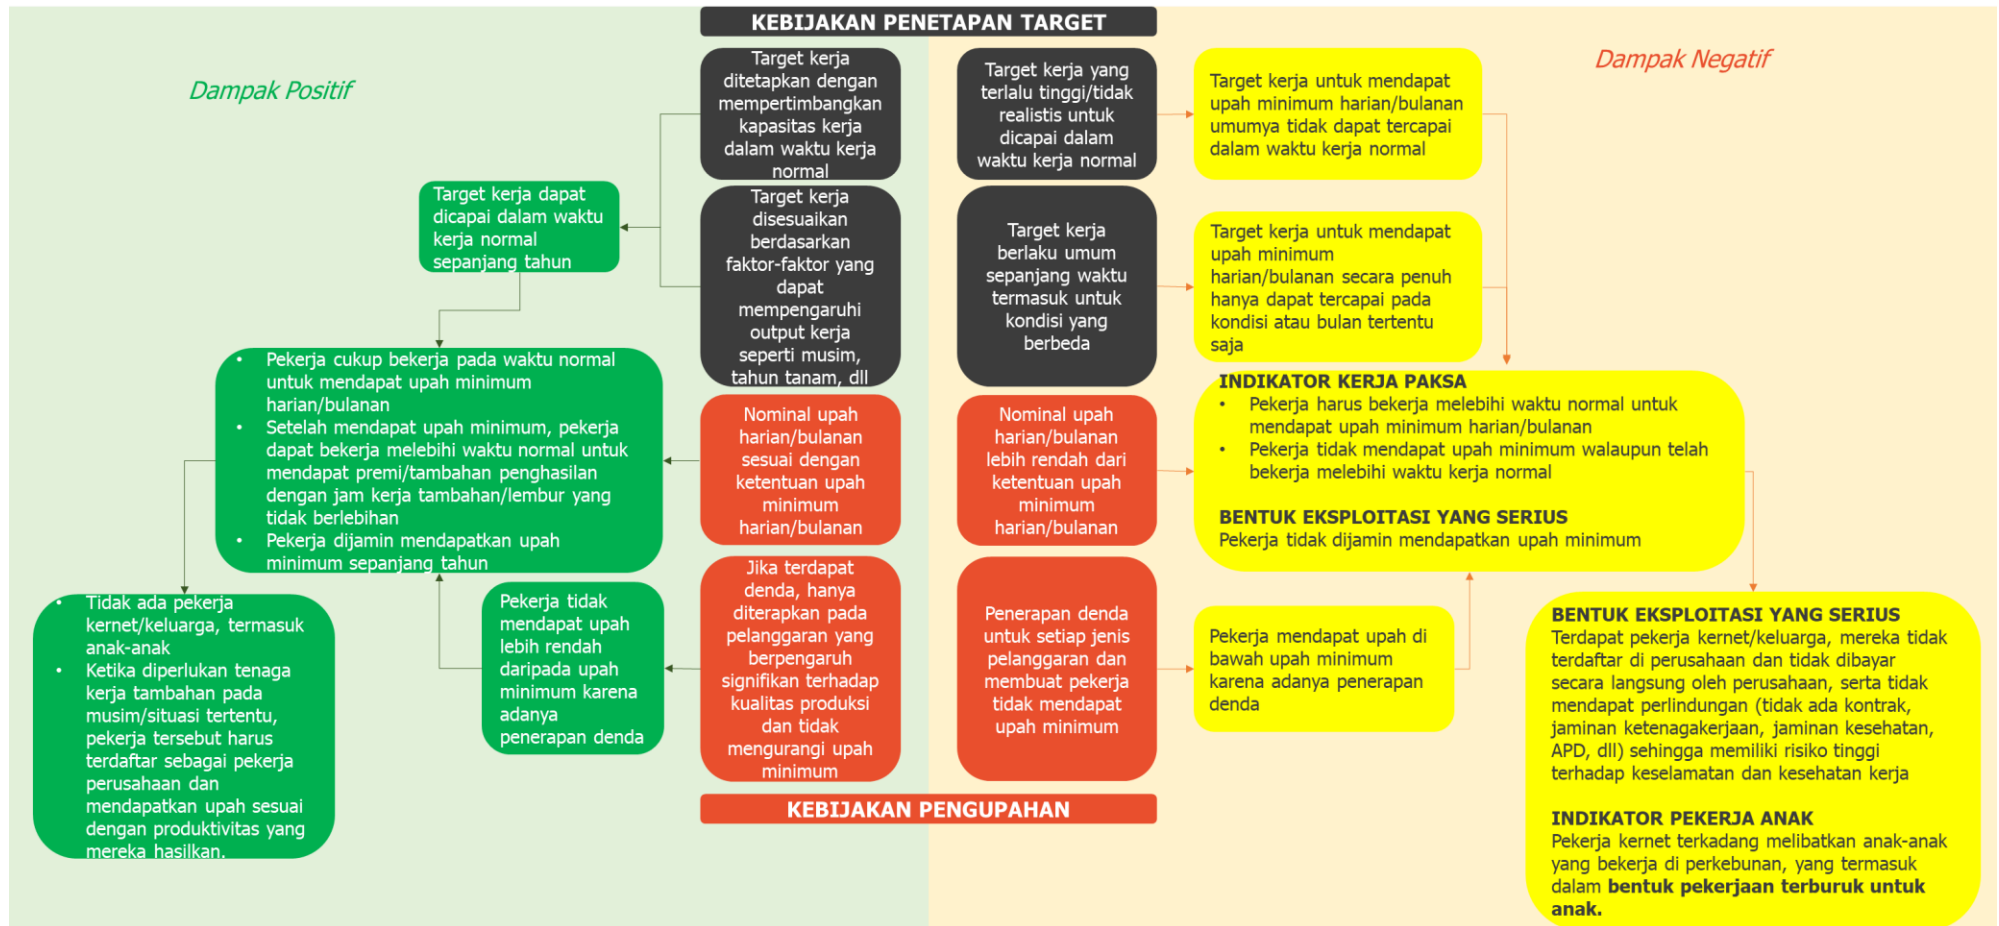 KEBIJAKAN PENETAPAN TARGET
Dampak Positif
Target kerja
ditetapkan dengan
mempertimbangkan
kapasitas kerja
dalam waktu kerja
normal
Target kerja
disesuaikan
berdasarkan
faktor-faktor yang
dapat
mempengaruhi
output kerja
seperti musim,
tahun tanam, dll
Target kerja dapat
dicapai dalam waktu
kerja normal
sepanjang tahun
• Pekerja cukup bekerja pada waktu normal
untuk mendapat upah minimum
harian/bulanan
• Setelah mendapat upah minimum, pekerja
dapat bekerja melebihi waktu normal untuk
mendapat premi/tambahan penghasilan
dengan jam kerja tambahan/lembur yang
tidak berlebihan
• Pekerja dijamin mendapatkan upah
minimum sepanjang tahun
Nominal upah
harian/bulanan
sesuai dengan
ketentuan upah
minimum
harian/bulanan
Jika terdapat
denda, hanya
diterapkan pada
pelanggaran yang
berpengaruh
signifikan terhadap
kualitas produksi
dan tidak
mengurangi upah
minimum
Pekerja tidak
mendapat upah
lebih rendah
daripada upah
minimum karena
adanya
penerapan denda
• Tidak ada pekerja
kernet/keluarga, termasuk
anak-anak
• Ketika diperlukan tenaga
kerja tambahan pada
musim/situasi tertentu,
pekerja tersebut harus
terdaftar sebagai pekerja
perusahaan dan
mendapatkan upah sesuai
dengan produktivitas yang
mereka hasilkan.
Dampak Negatif
Target kerja yang
terlalu tinggi/tidak
realistis untuk
dicapai dalam
waktu kerja normal
Target kerja untuk mendapat
upah minimum harian/bulanan
umumya tidak dapat tercapai
dalam waktu kerja normal
Target kerja
berlaku umum
sepanjang waktu
termasuk untuk
kondisi yang
berbeda
Target kerja untuk mendapat
upah minimum
harian/bulanan secara penuh
hanya dapat tercapai pada
kondisi atau bulan tertentu
saja
Nominal upah
harian/bulanan
lebih rendah dari
ketentuan upah
minimum
harian/bulanan
INDIKATOR KERJA PAKSA
• Pekerja harus bekerja melebihi waktu normal untuk
mendapat upah minimum harian/bulanan
• Pekerja tidak mendapat upah minimum walaupun telah
bekerja melebihi waktu kerja normal
BENTUK EKSPLOITASI YANG SERIUS
Pekerja tidak dijamin mendapatkan upah minimum
Penerapan denda
untuk setiap jenis
pelanggaran dan
membuat pekerja
tidak mendapat
upah minimum
Pekerja mendapat upah di
bawah upah minimum
karena adanya penerapan
denda
BENTUK EKSPLOITASI YANG SERIUS
Terdapat pekerja kernet/keluarga, mereka tidak
terdaftar di perusahaan dan tidak dibayar
secara langsung oleh perusahaan, serta tidak
mendapat perlindungan (tidak ada kontrak,
jaminan ketenagakerjaan, jaminan kesehatan,
APD, dll) sehingga memiliki risiko tinggi
terhadap keselamatan dan kesehatan kerja
INDIKATOR PEKERJA ANAK
Pekerja kernet terkadang melibatkan anak-anak
yang bekerja di perkebunan, yang termasuk
dalam bentuk pekerjaan terburuk untuk
anak.
KEBIJAKAN PENGUPAHAN